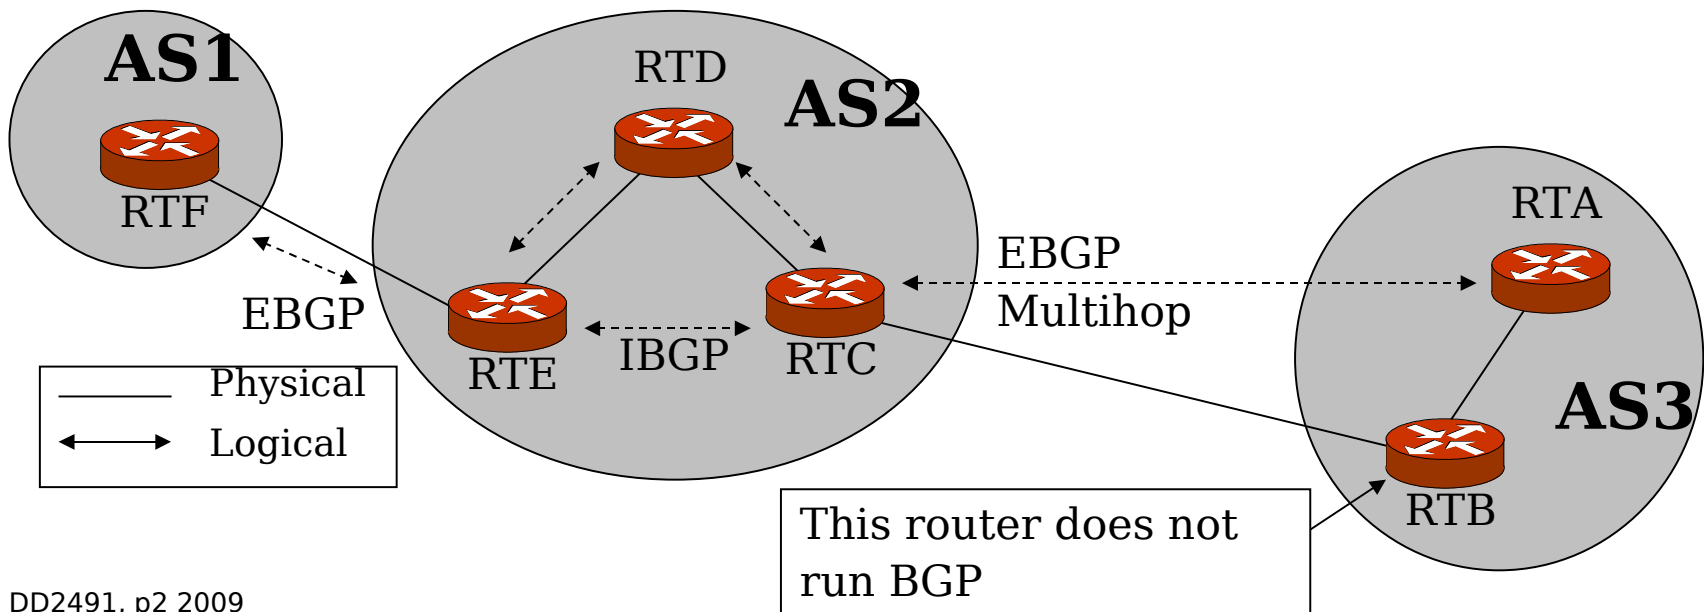 AS1
RTF
EBGP
RTD
AS2
RTE
IBGP
RTC
EBGP
Multihop
RTA
AS3
RTB
Physical
Logical
This router does not
run BGP
DD2491, p2 2009